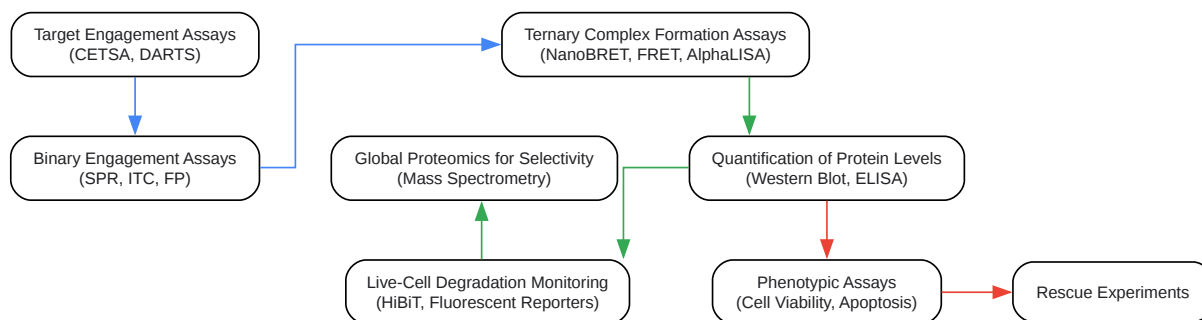 Target Engagement Assays
(CETSA, DARTS)
Ternary Complex Formation Assays
(NanoBRET, FRET, AlphaLISA)
Binary Engagement Assays
(SPR, ITC, FP)
Global Proteomics for Selectivity
(Mass Spectrometry)
Quantification of Protein Levels
(Western Blot, ELISA)
Live-Cell Degradation Monitoring
(HiBiT, Fluorescent Reporters)
Phenotypic Assays
(Cell Viability, Apoptosis)
Rescue Experiments